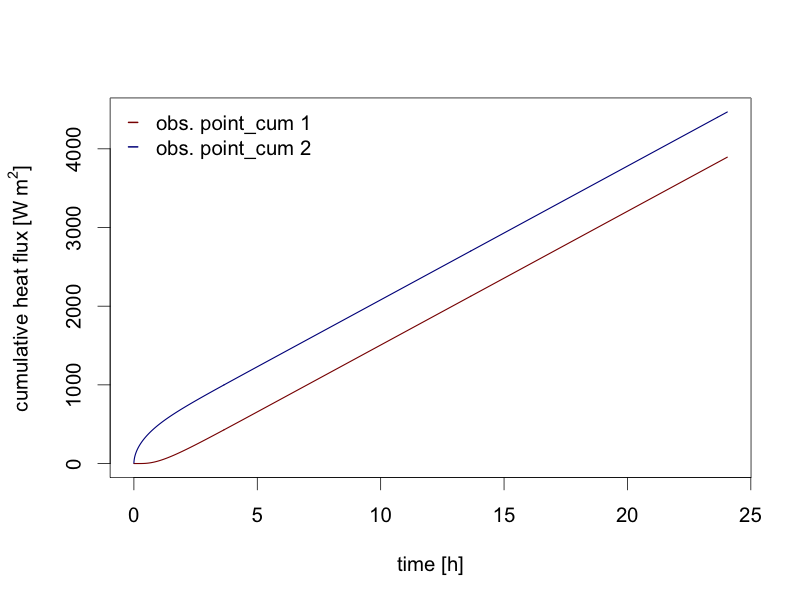 obs. point_cum 1
obs. point_cum 2
cumulative heat flux [W m²]
4000
3000
2000
1000
0
0 5 10 15 20 25
time [h]